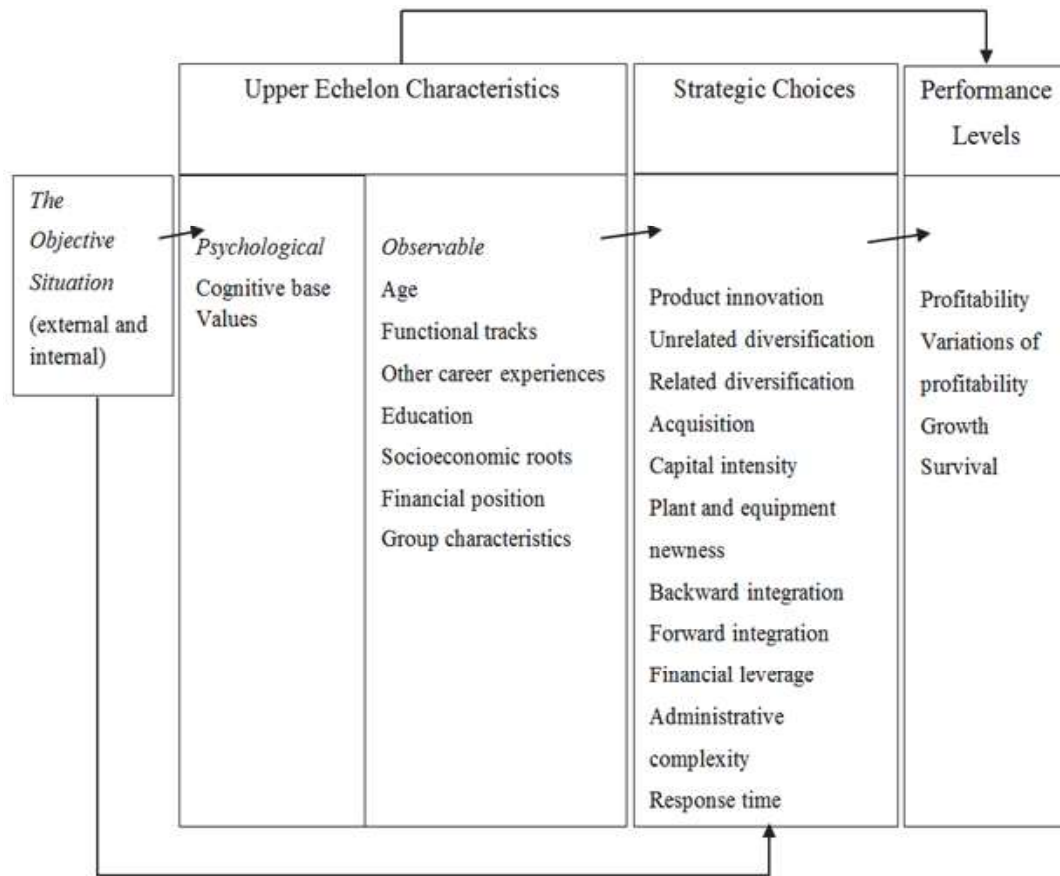 Upper Echelon Characteristics
Strategic Choices
Performance
Levels
The
Objective
Situation
(external and
internal)
Psychological
Cognitive base
Values
Observable
Age
Functional tracks
Other career experiences
Education
Socioeconomic roots
Financial position
Group characteristics
Product innovation
Unrelated diversification
Related diversification
Acquisition
Capital intensity
Plant and equipment
newness
Backward integration
Forward integration
Financial leverage
Administrative
complexity
Response time
Profitability
Variations of
profitability
Growth
Survival